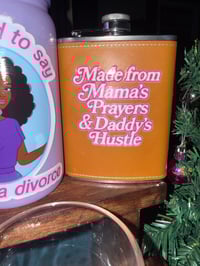 d to say!
a divorce
Made from
Mama's
Prayers
& Daddy's
Hustle